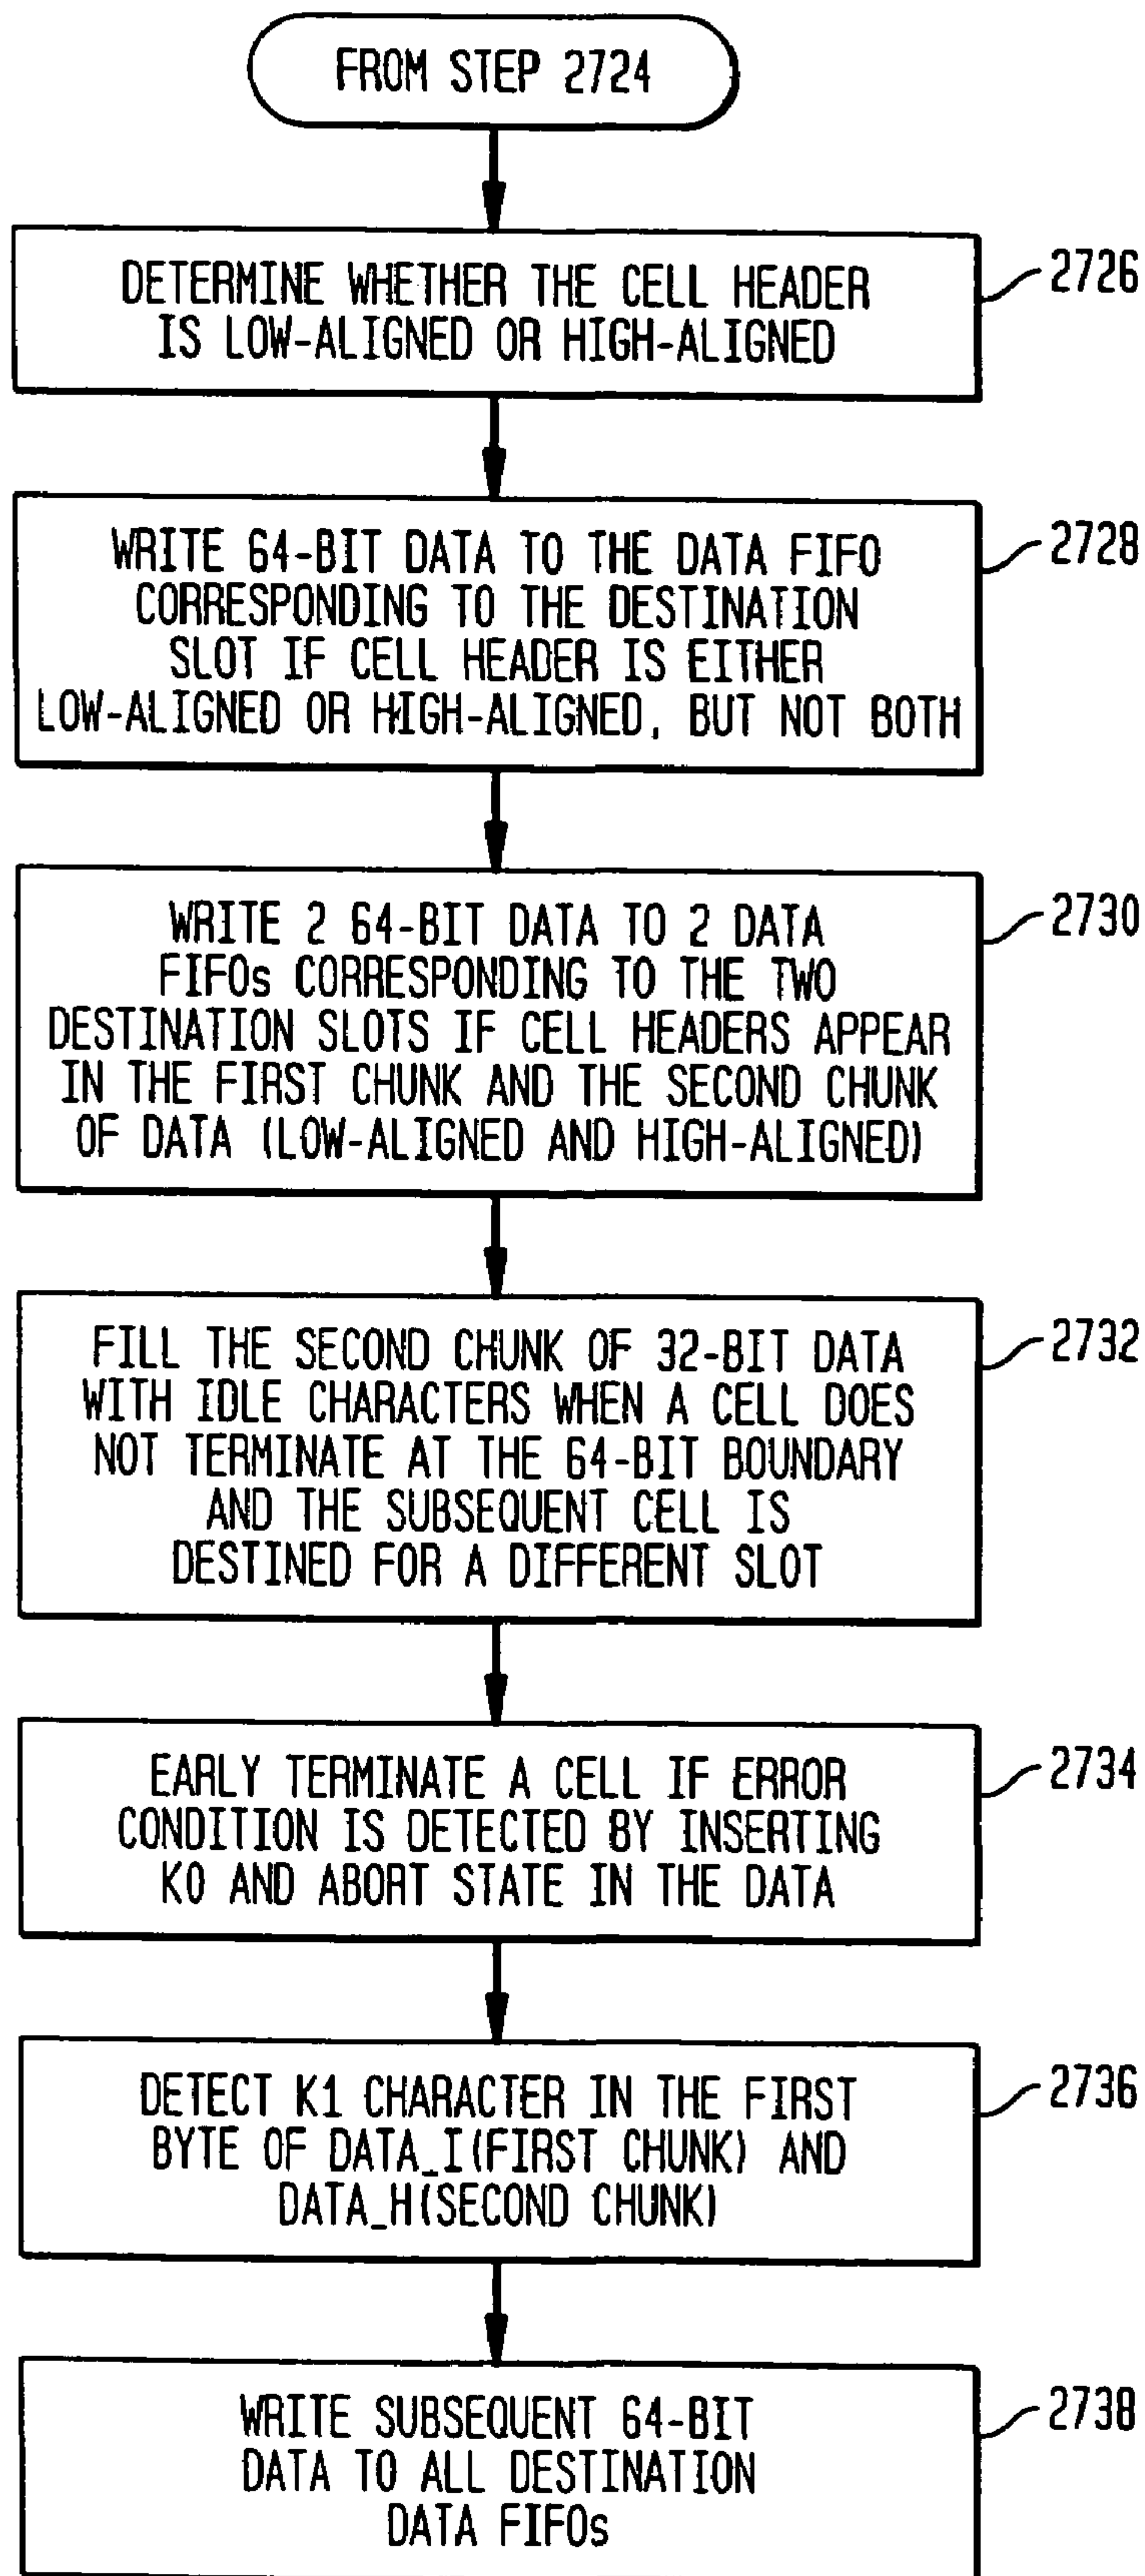 FROM STEP 2724
DETERMINE WHETHER THE CELL HEADER
IS LOW-ALIGNED OR HIGH-ALIGNED
2726
WRITE 64-BIT DATA TO THE DATA FIFO
CORRESPONDING TO THE DESTINATION
SLOT IF CELL HEADER IS EITHER
LOW-ALIGNED OR HIGH-ALIGNED, BUT NOT BOTH
2728
WRITE 2 64-BIT DATA TO 2 DATA
FIFOs CORRESPONDING TO THE TWO
DESTINATION SLOTS IF CELL HEADERS APPEAR
IN THE FIRST CHUNK AND THE SECOND CHUNK
OF DATA (LOW-ALIGNED AND HIGH-ALIGNED)
2730
FILL THE SECOND CHUNK OF 32-BIT DATA
WITH IDLE CHARACTERS WHEN A CELL DOES
NOT TERMINATE AT THE 64-BIT BOUNDARY
AND THE SUBSEQUENT CELL IS
DESTINED FOR A DIFFERENT SLOT
2732
EARLY TERMINATE A CELL IF ERROR
CONDITION IS DETECTED BY INSERTING
K0 AND ABORT STATE IN THE DATA
2734
DETECT K1 CHARACTER IN THE FIRST
BYTE OF DATA_I(FIRST CHUNK) AND
DATA_H(SECOND CHUNK)
2736
WRITE SUBSEQUENT 64-BIT
DATA TO ALL DESTINATION
DATA FIFOs
2738